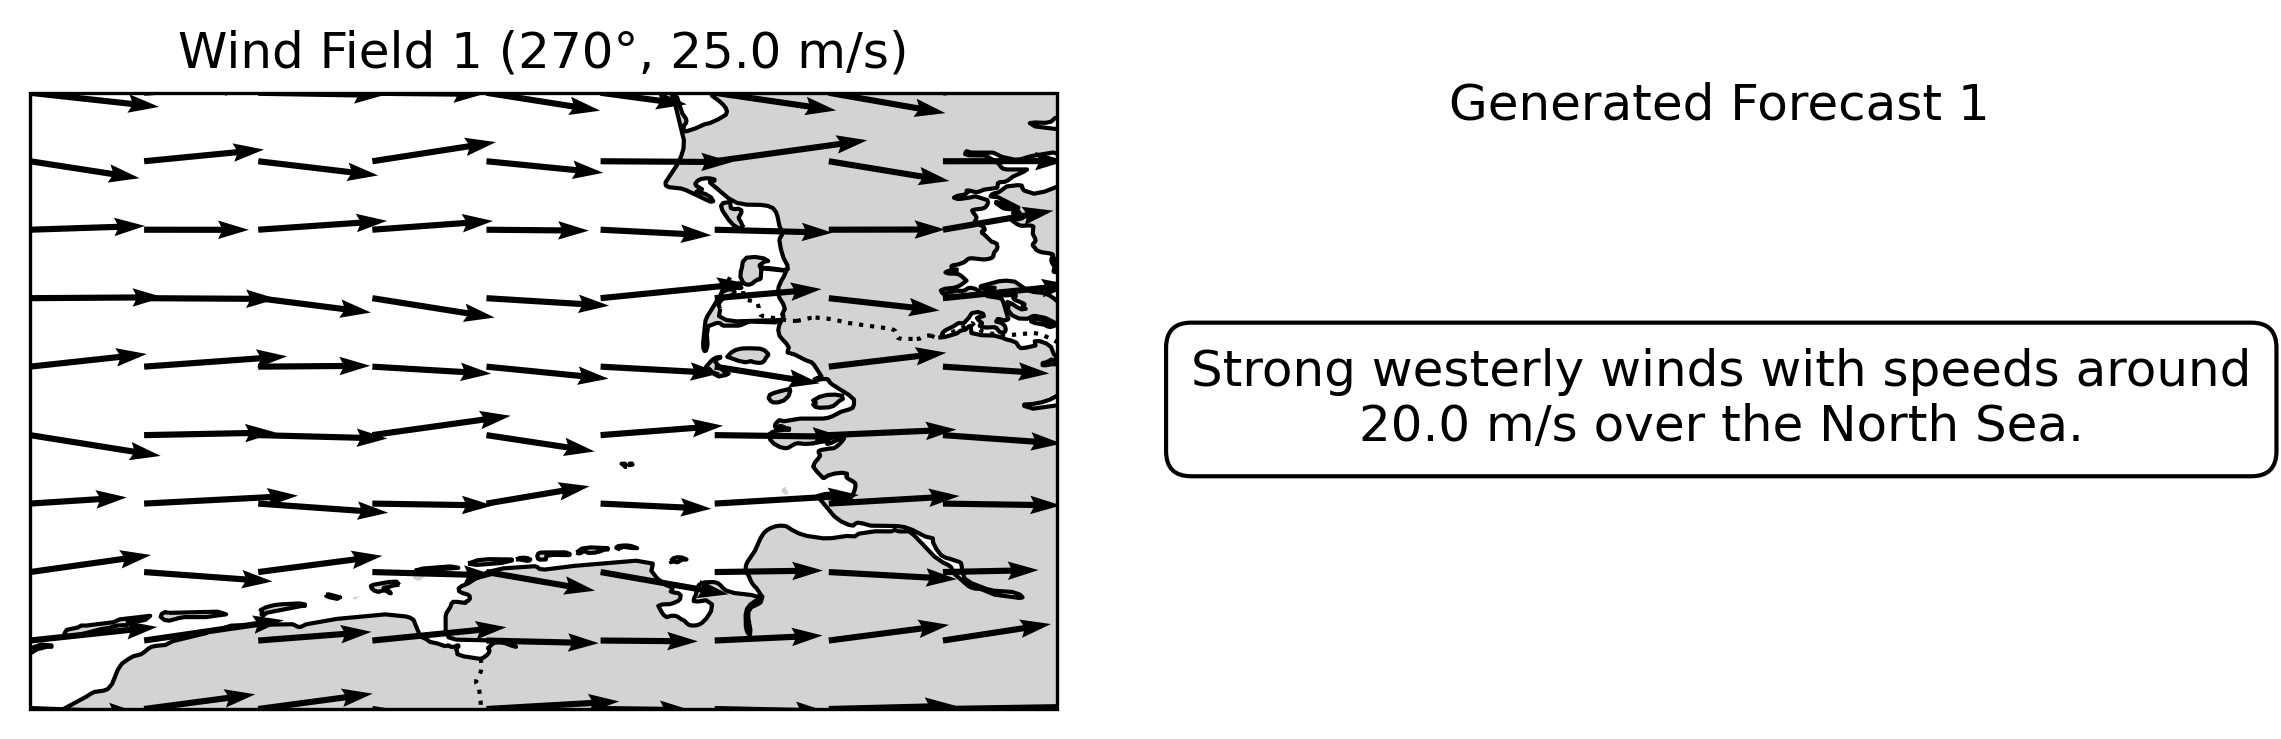 Wind Field 1 (270°, 25.0 m/s)
Generated Forecast 1
Strong westerly winds with speeds around
20.0 m/s over the North Sea.